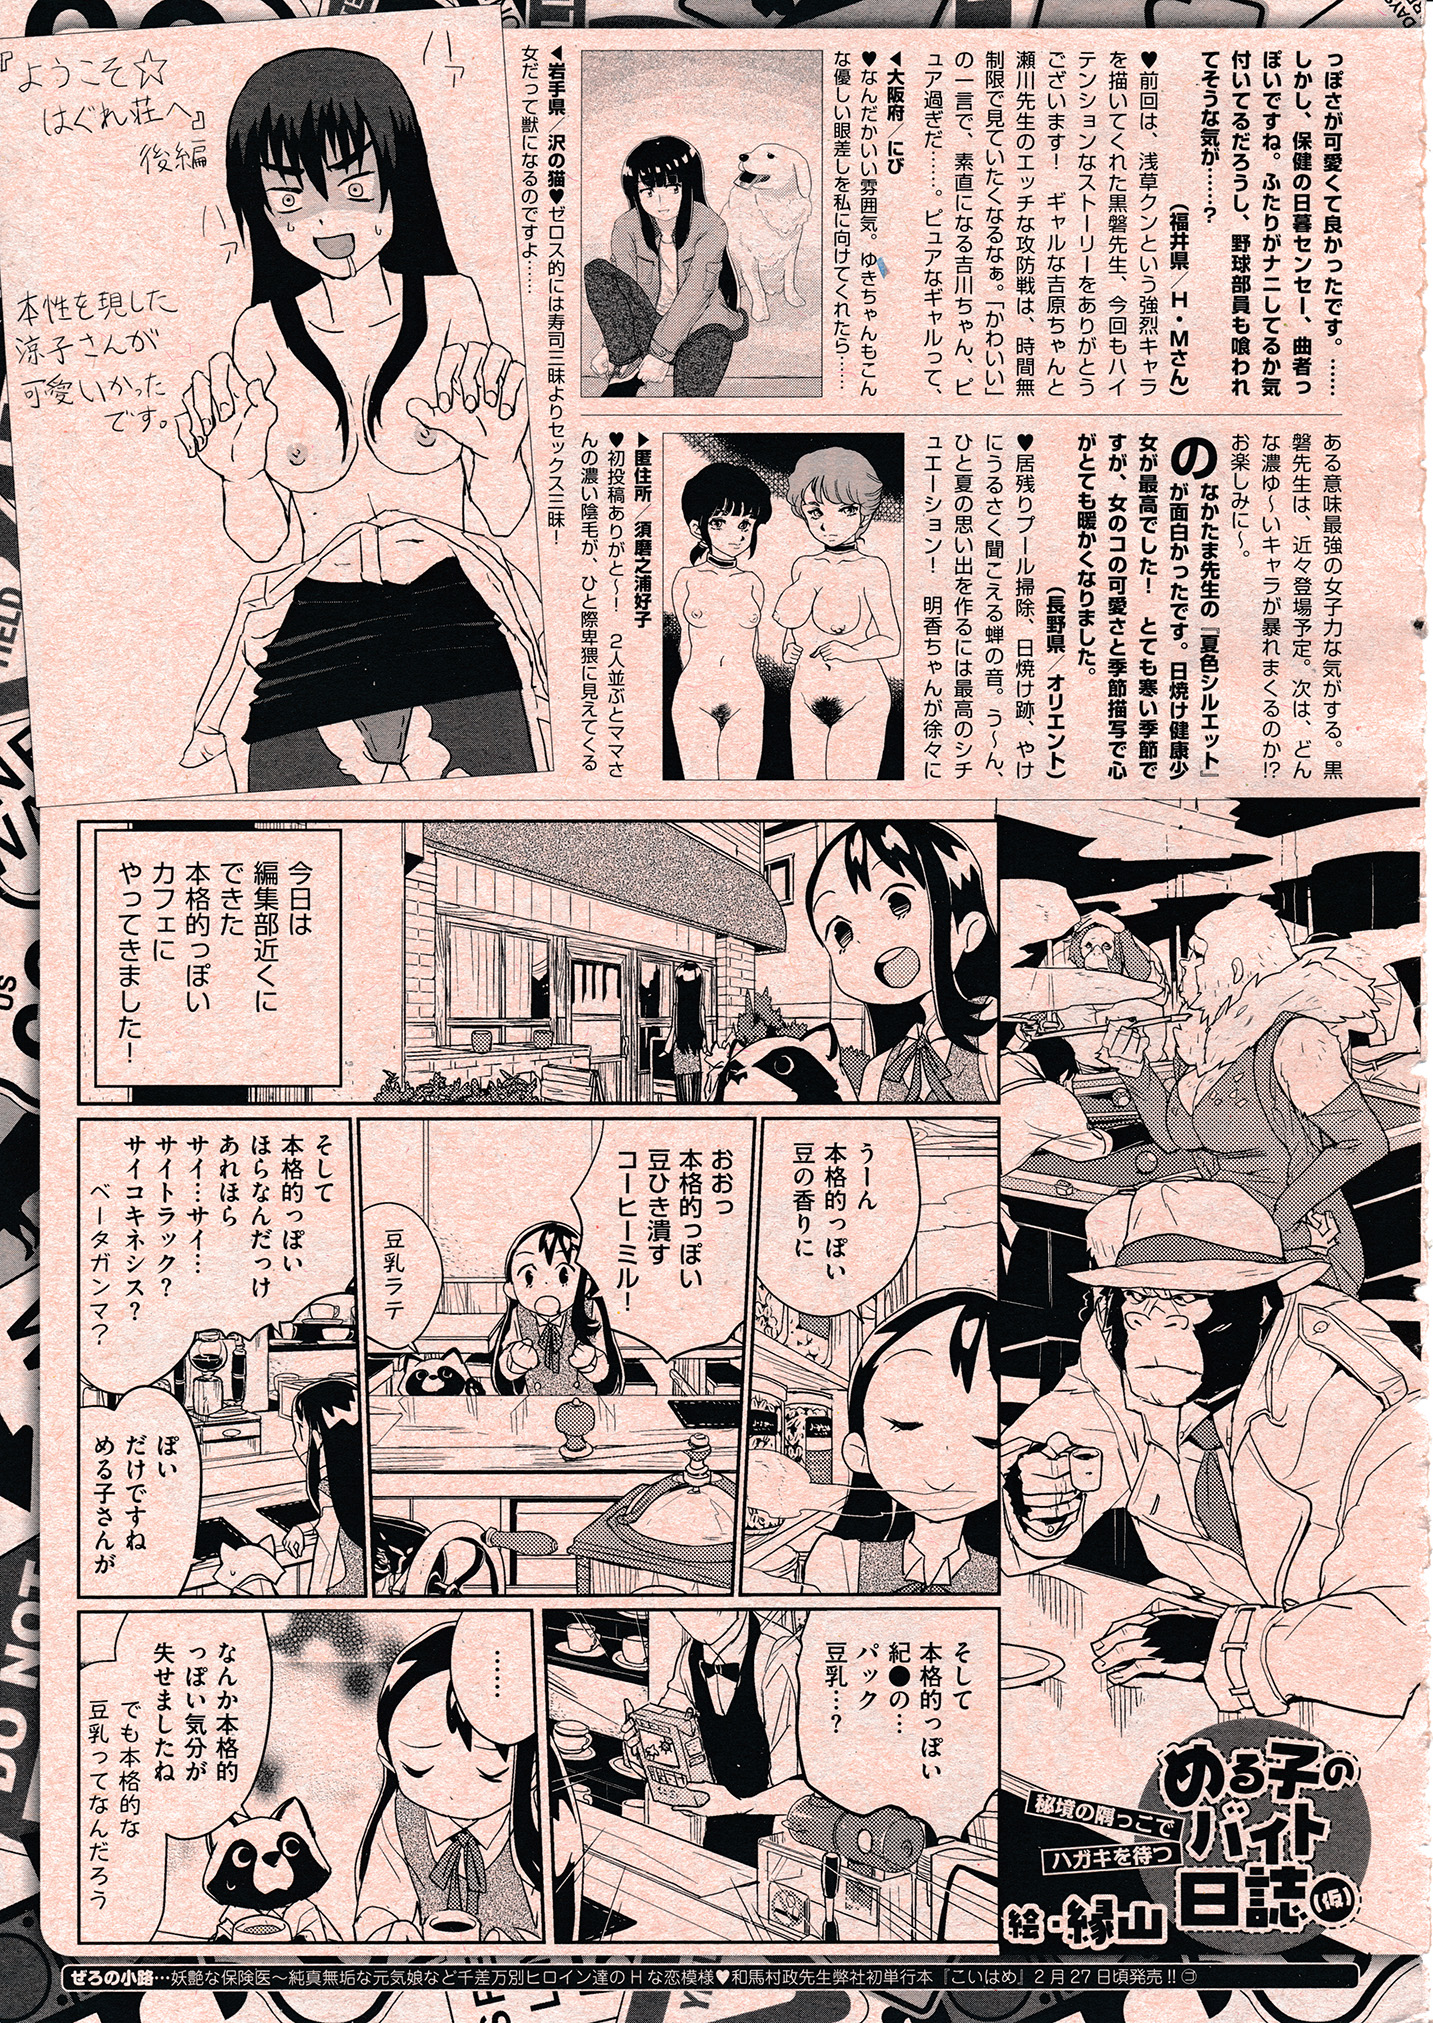 っぽさが可愛くて良かったです。……
しかし、保健の日暮センセー、曲者っ
ぽいですね。ふたりがナニしてるか気
付いてるだろうし、野球部員も喰われ
てそうな気が……？
（福井県／Ｈ・Ｍさん）
♥前回は、浅草クンという強烈キャラ
を描いてくれた黒磐先生、今回もハイ
テンションなストーリーをありがとう
ございます！　ギャルな吉原ちゃんと
瀬川先生のエッチな攻防戦は、時間無
制限で見ていたくなるなぁ。「かわいい」
の一言で、素直になる吉川ちゃん、ピ
ュア過ぎだ……。ピュアなギャルって、
ある意味最強の女子力な気がする。黒
磐先生は、近々登場予定。次は、どん
な濃ゆ〜いキャラが暴れまくるのか!?
お楽しみに〜。
のなかたま先生の『夏色シルエット』
が面白かったです。日焼け健康少
女が最高でした！　とても寒い季節で
すが、女のコの可愛さと季節描写で心
がとても暖かくなりました。
（長野県／オリエント）
♥居残りプール掃除、日焼け跡、やけ
にうるさく聞こえる蝉の音。う〜ん、
ひと夏の思い出を作るには最高のシチ
ュエーション！　明香ちゃんが徐々に
◀大阪府／にび
♥なんだかいい雰囲気。ゆきちゃんもこん
な優しい眼差しを私に向けてくれたら……
◀岩手県／沢の猫♥ゼロス的には寿司三昧よりセックス三昧！
女だって獣になるのですよ……
▶匿住所／須磨之浦好子
♥初投稿ありがと〜！　２人並ぶとママさ
んの濃い陰毛が、ひと際卑猥に見えてくる
『ようこそ☆
はぐれ荘へ』
後編
ハァ
ハァ
本性を現した
涼子さんが
可愛いかった
です。
今日は
編集部近くに
できた
本格的っぽい
カフェに
やってきました！
うーん
本格的っぽい
豆の香りに
おおっ
本格的っぽい
豆ひき潰す
コーヒーミル！
豆乳ラテ
そして
本格的っぽい
ほらなんだっけ
あれほら
サイ…サイ…
サイトラック？
サイコキネシス？
ベータガンマ？
ぽい
だけですね
める子さんが
そして
本格的っぽい
紀●の…
パック
豆乳…？
……
なんか本格的
っぽい気分が
失せましたね
でも本格的な
豆乳ってなんだろう
める子の
バイト
日誌（仮）
秘境の隅っこで
ハガキを待つ
絵・縁山
ぜろの小路…妖艶な保険医〜純真無垢な元気娘など千差万別ヒロイン達のＨな恋模様♥和馬村政先生弊社初単行本『こいはめ』２月27日頃発売!!㋙
DO NOT